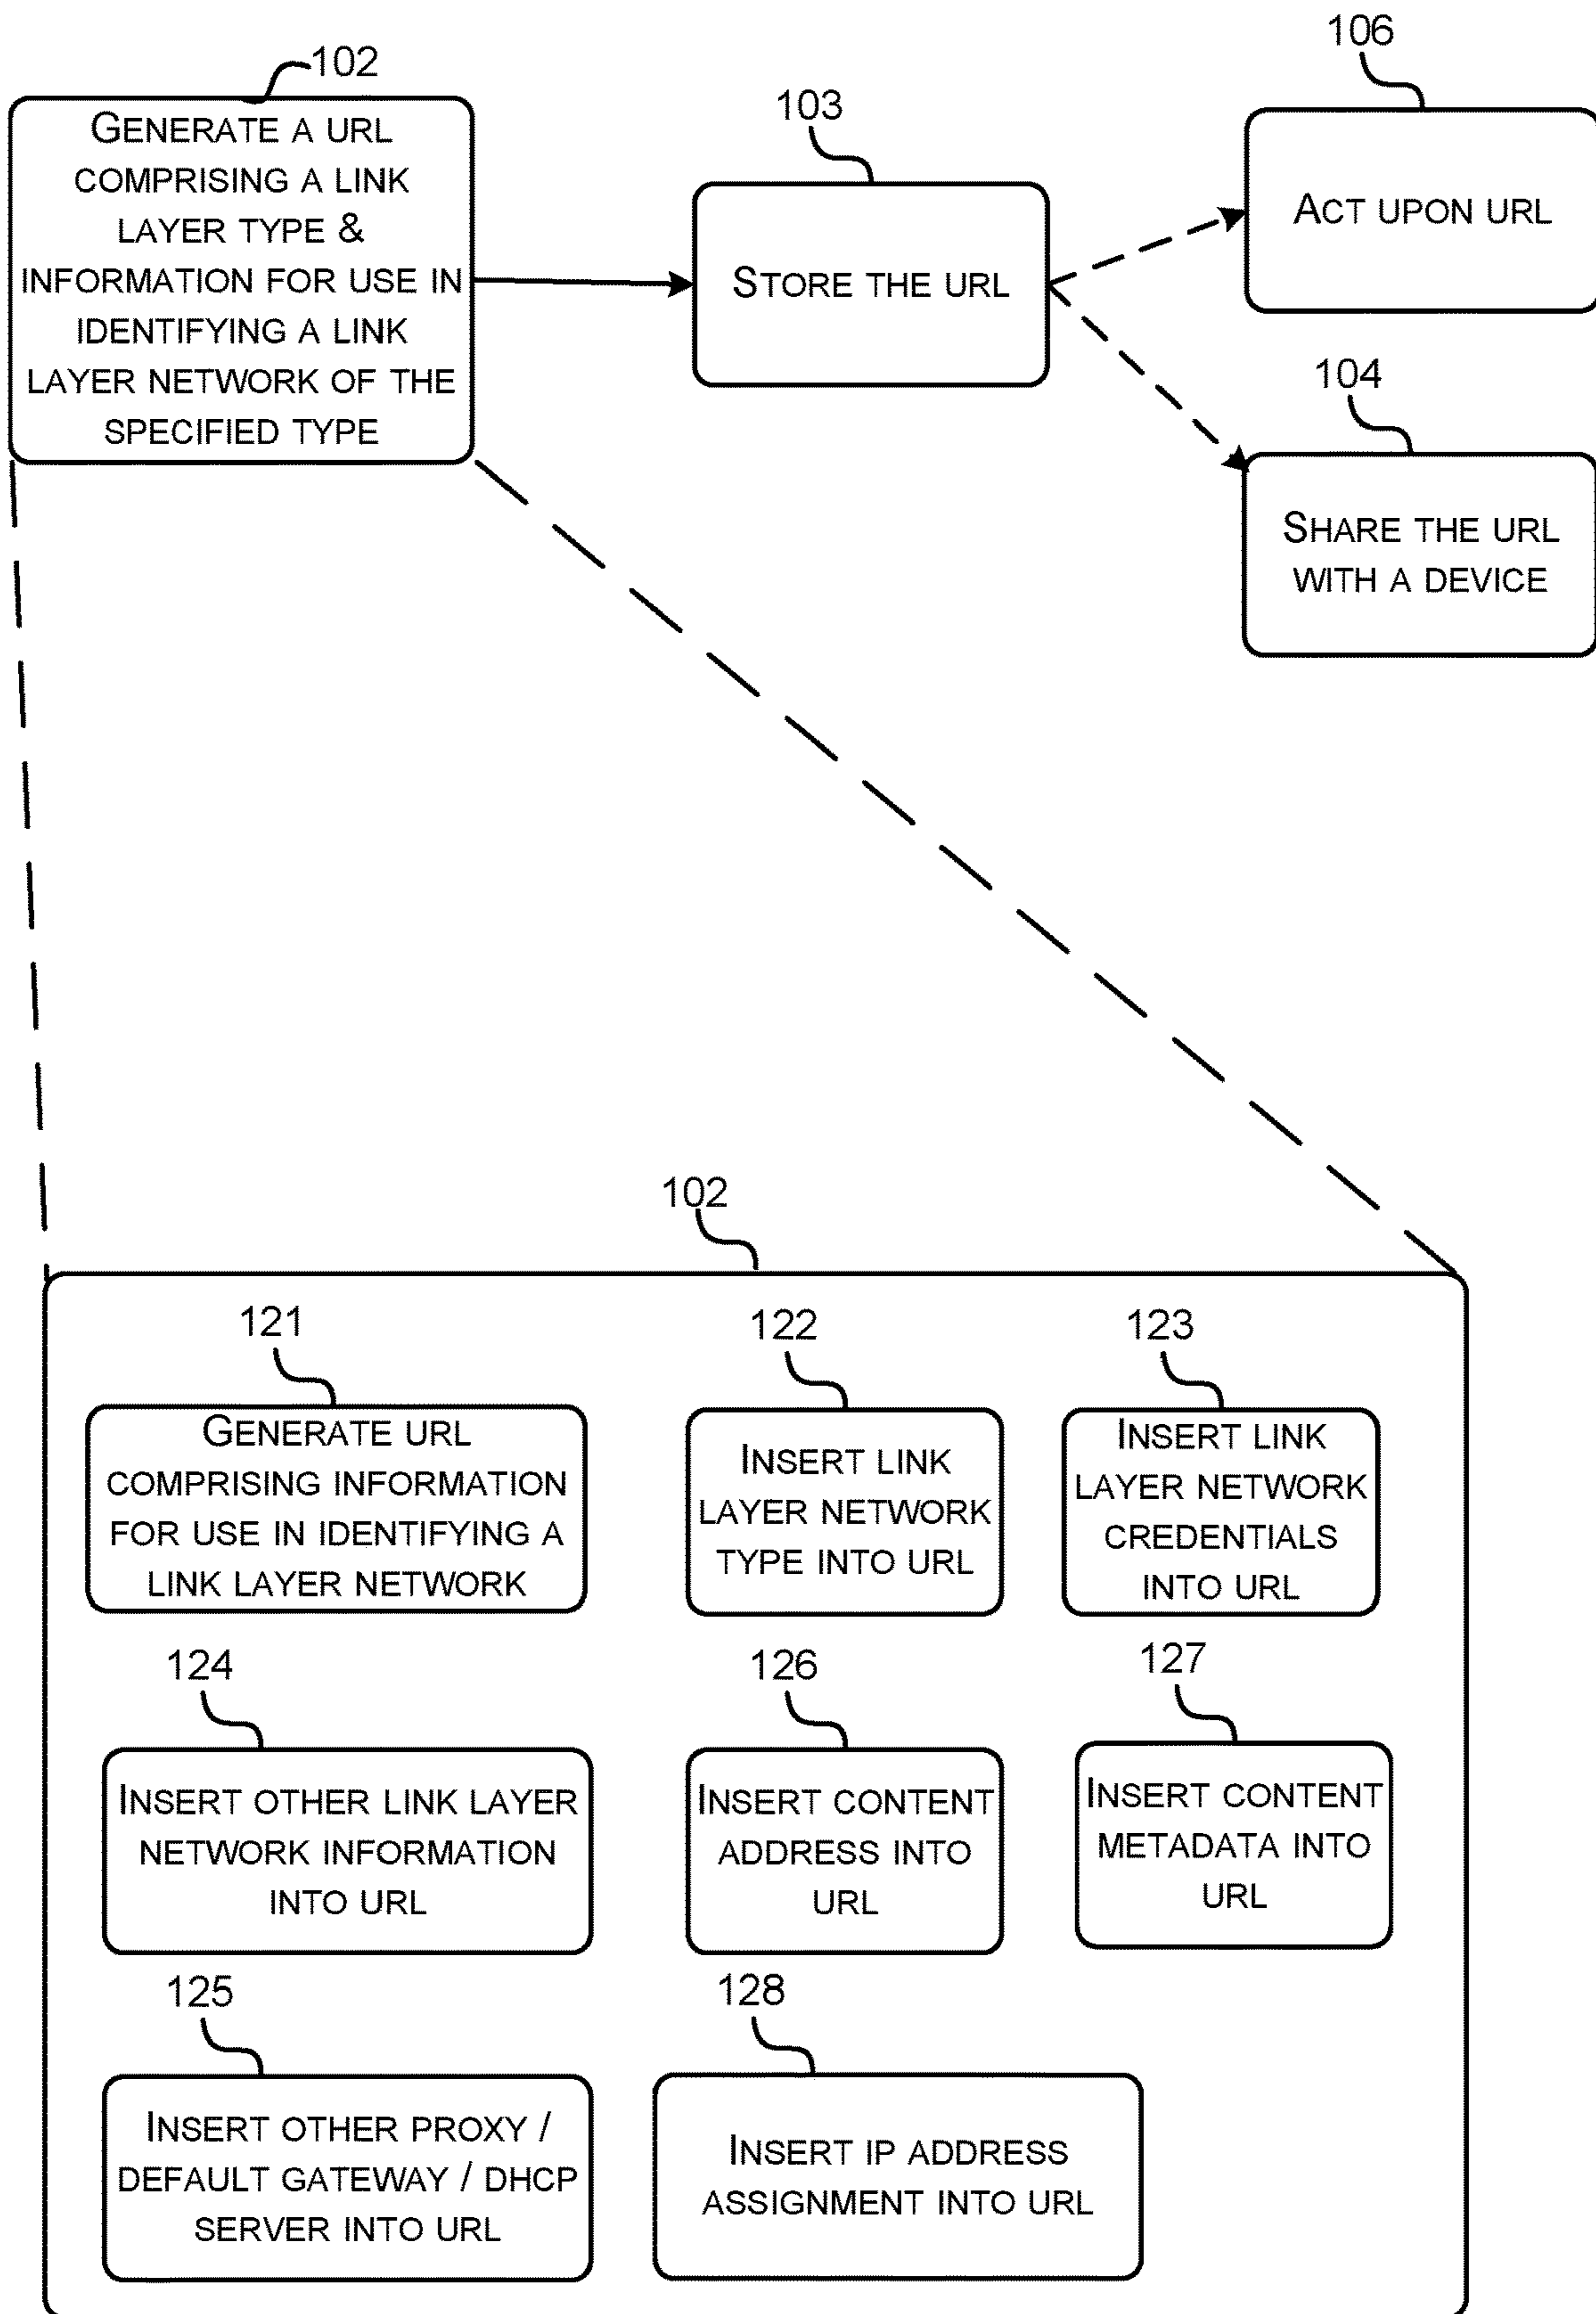 102
GENERATE A URL
COMPRISING A LINK
LAYER TYPE &
INFORMATION FOR USE IN
IDENTIFYING A LINK
LAYER NETWORK OF THE
SPECIFIED TYPE
103
STORE THE URL
106
ACT UPON URL
104
SHARE THE URL
WITH A DEVICE
102
121
GENERATE URL
COMPRISING INFORMATION
FOR USE IN IDENTIFYING A
LINK LAYER NETWORK
122
INSERT LINK
LAYER NETWORK
TYPE INTO URL
123
INSERT LINK
LAYER NETWORK
CREDENTIALS
INTO URL
124
INSERT OTHER LINK LAYER
NETWORK INFORMATION
INTO URL
126
INSERT CONTENT
ADDRESS INTO
URL
127
INSERT CONTENT
METADATA INTO
URL
125
INSERT OTHER PROXY /
DEFAULT GATEWAY / DHCP
SERVER INTO URL
128
INSERT IP ADDRESS
ASSIGNMENT INTO URL